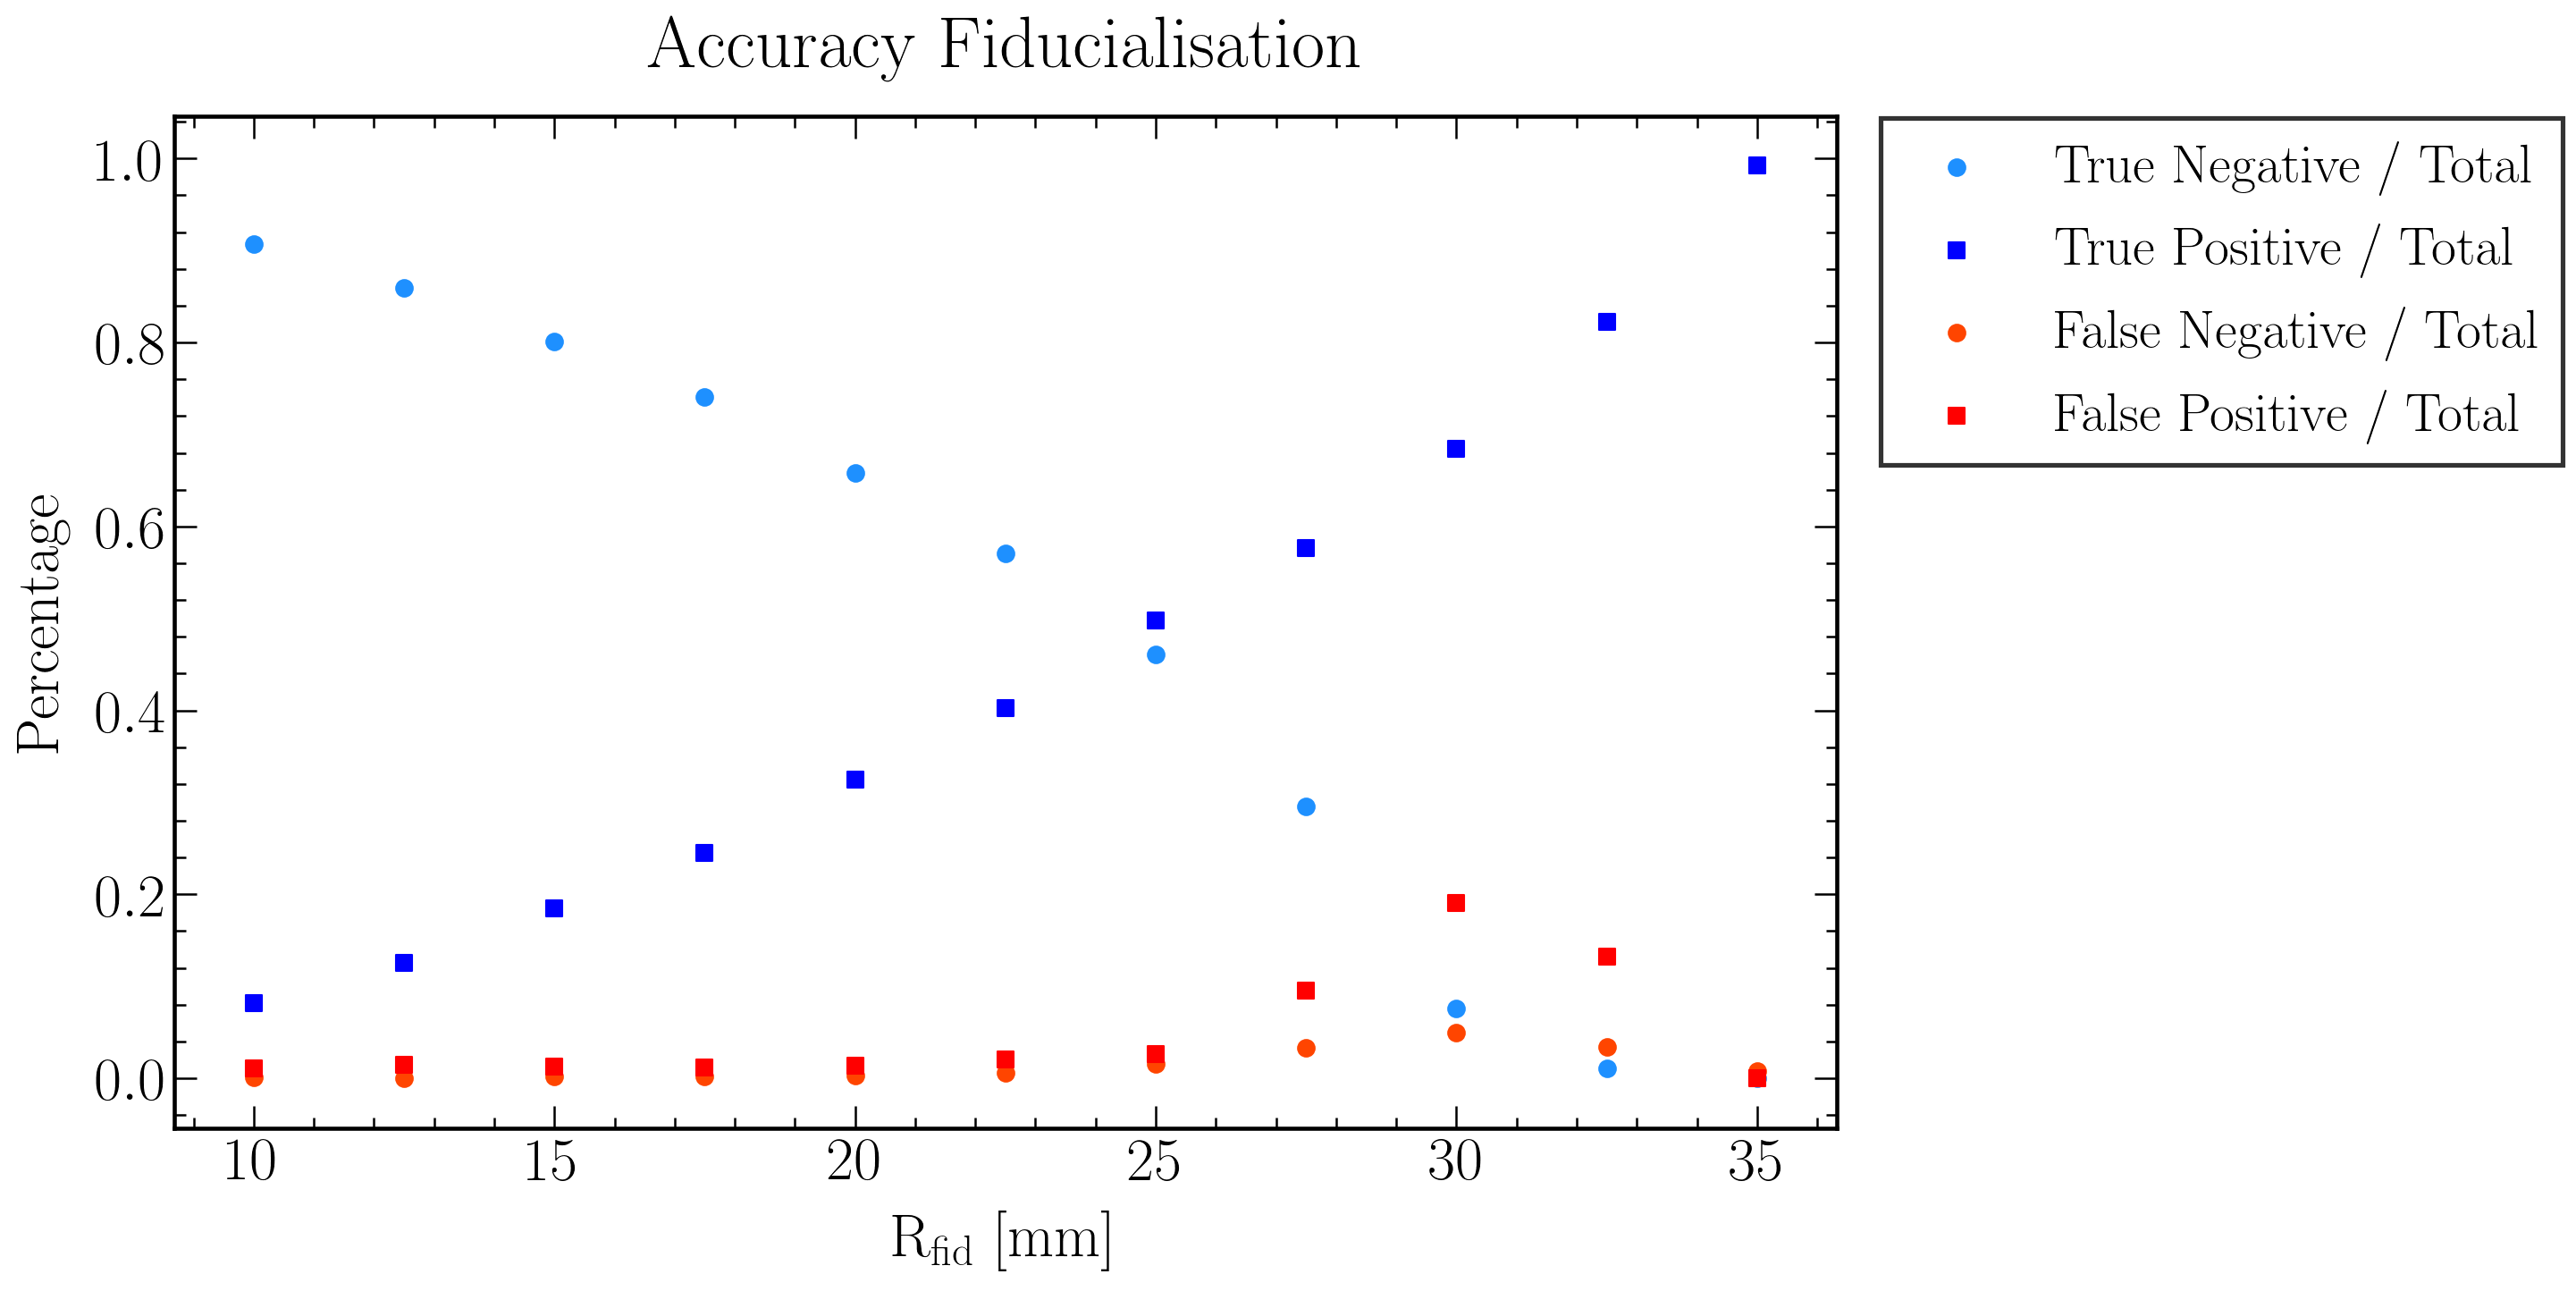 Accuracy Fiducialisation
1.0
0.8
0.6
0.4
0.2
0.0
Percentage
10 15 20 25 30 35
R_fid [mm]
True Negative / Total
True Positive / Total
False Negative / Total
False Positive / Total